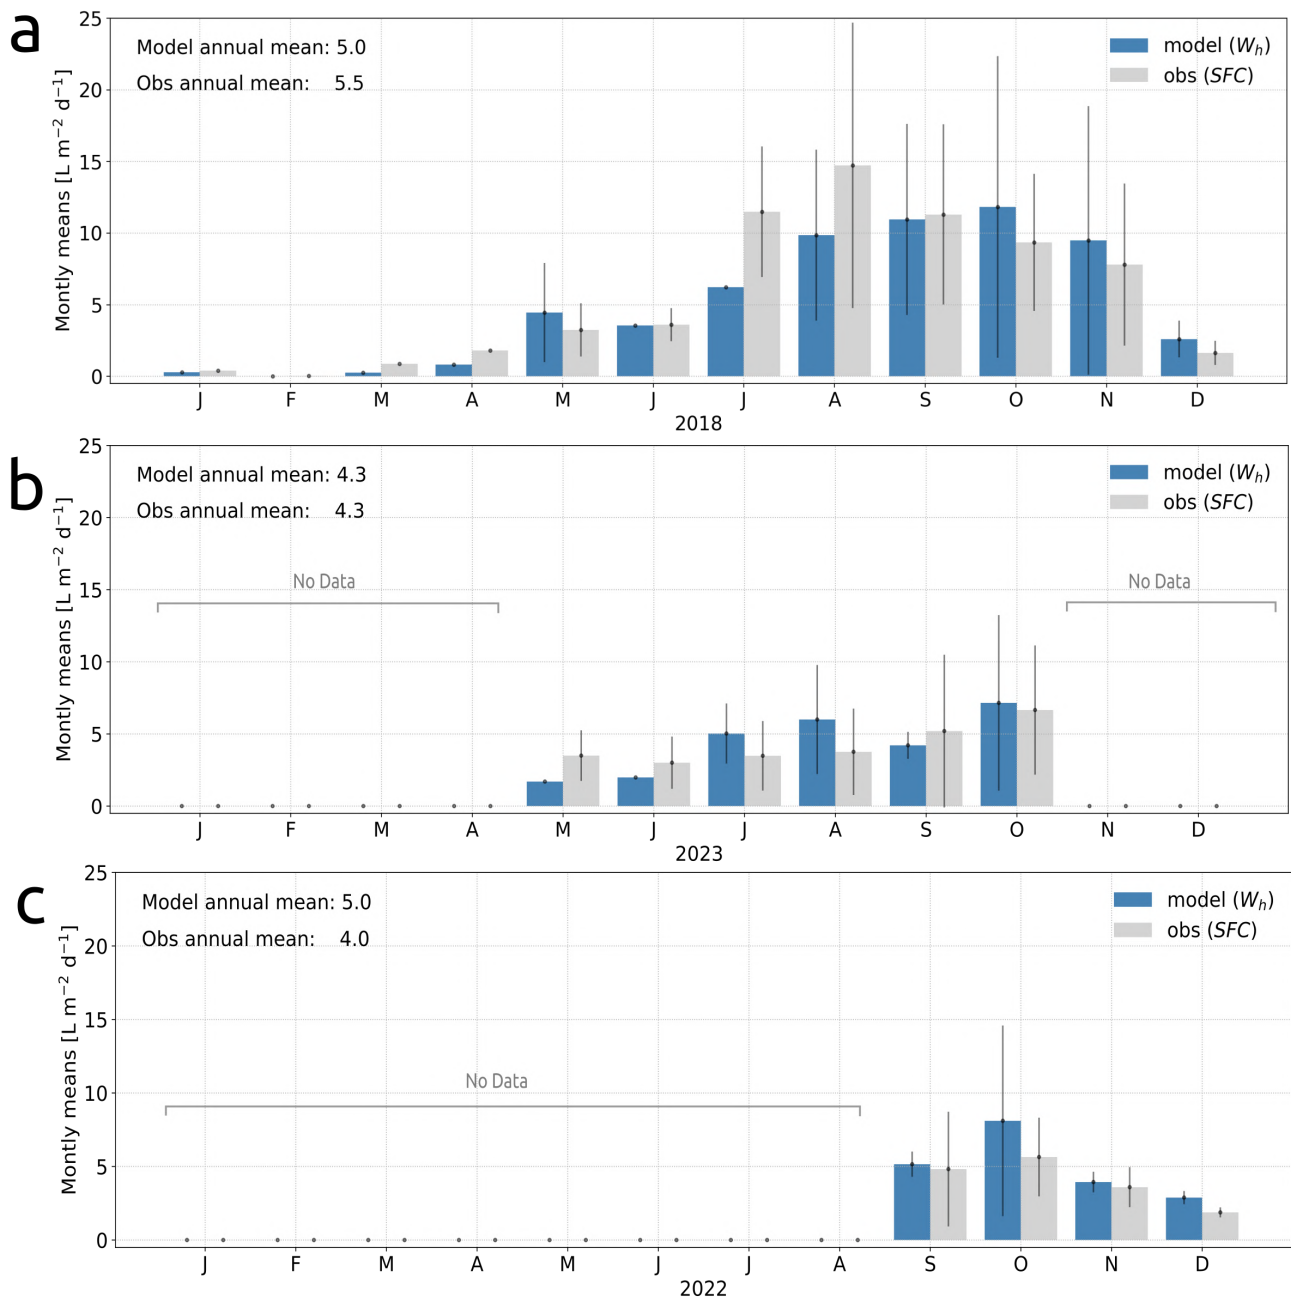 a
Model annual mean: 5.0
Obs annual mean: 5.5
model (Wₕ)
obs (SFC)
Montly means [L m⁻² d⁻¹]
25
20
15
10
5
0
J F M A M J J A S O N D
2018
b
Model annual mean: 4.3
Obs annual mean: 4.3
model (Wₕ)
obs (SFC)
Montly means [L m⁻² d⁻¹]
25
20
15
10
5
0
No Data
No Data
J F M A M J J A S O N D
2023
c
Model annual mean: 5.0
Obs annual mean: 4.0
model (Wₕ)
obs (SFC)
Montly means [L m⁻² d⁻¹]
25
20
15
10
5
0
No Data
J F M A M J J A S O N D
2022